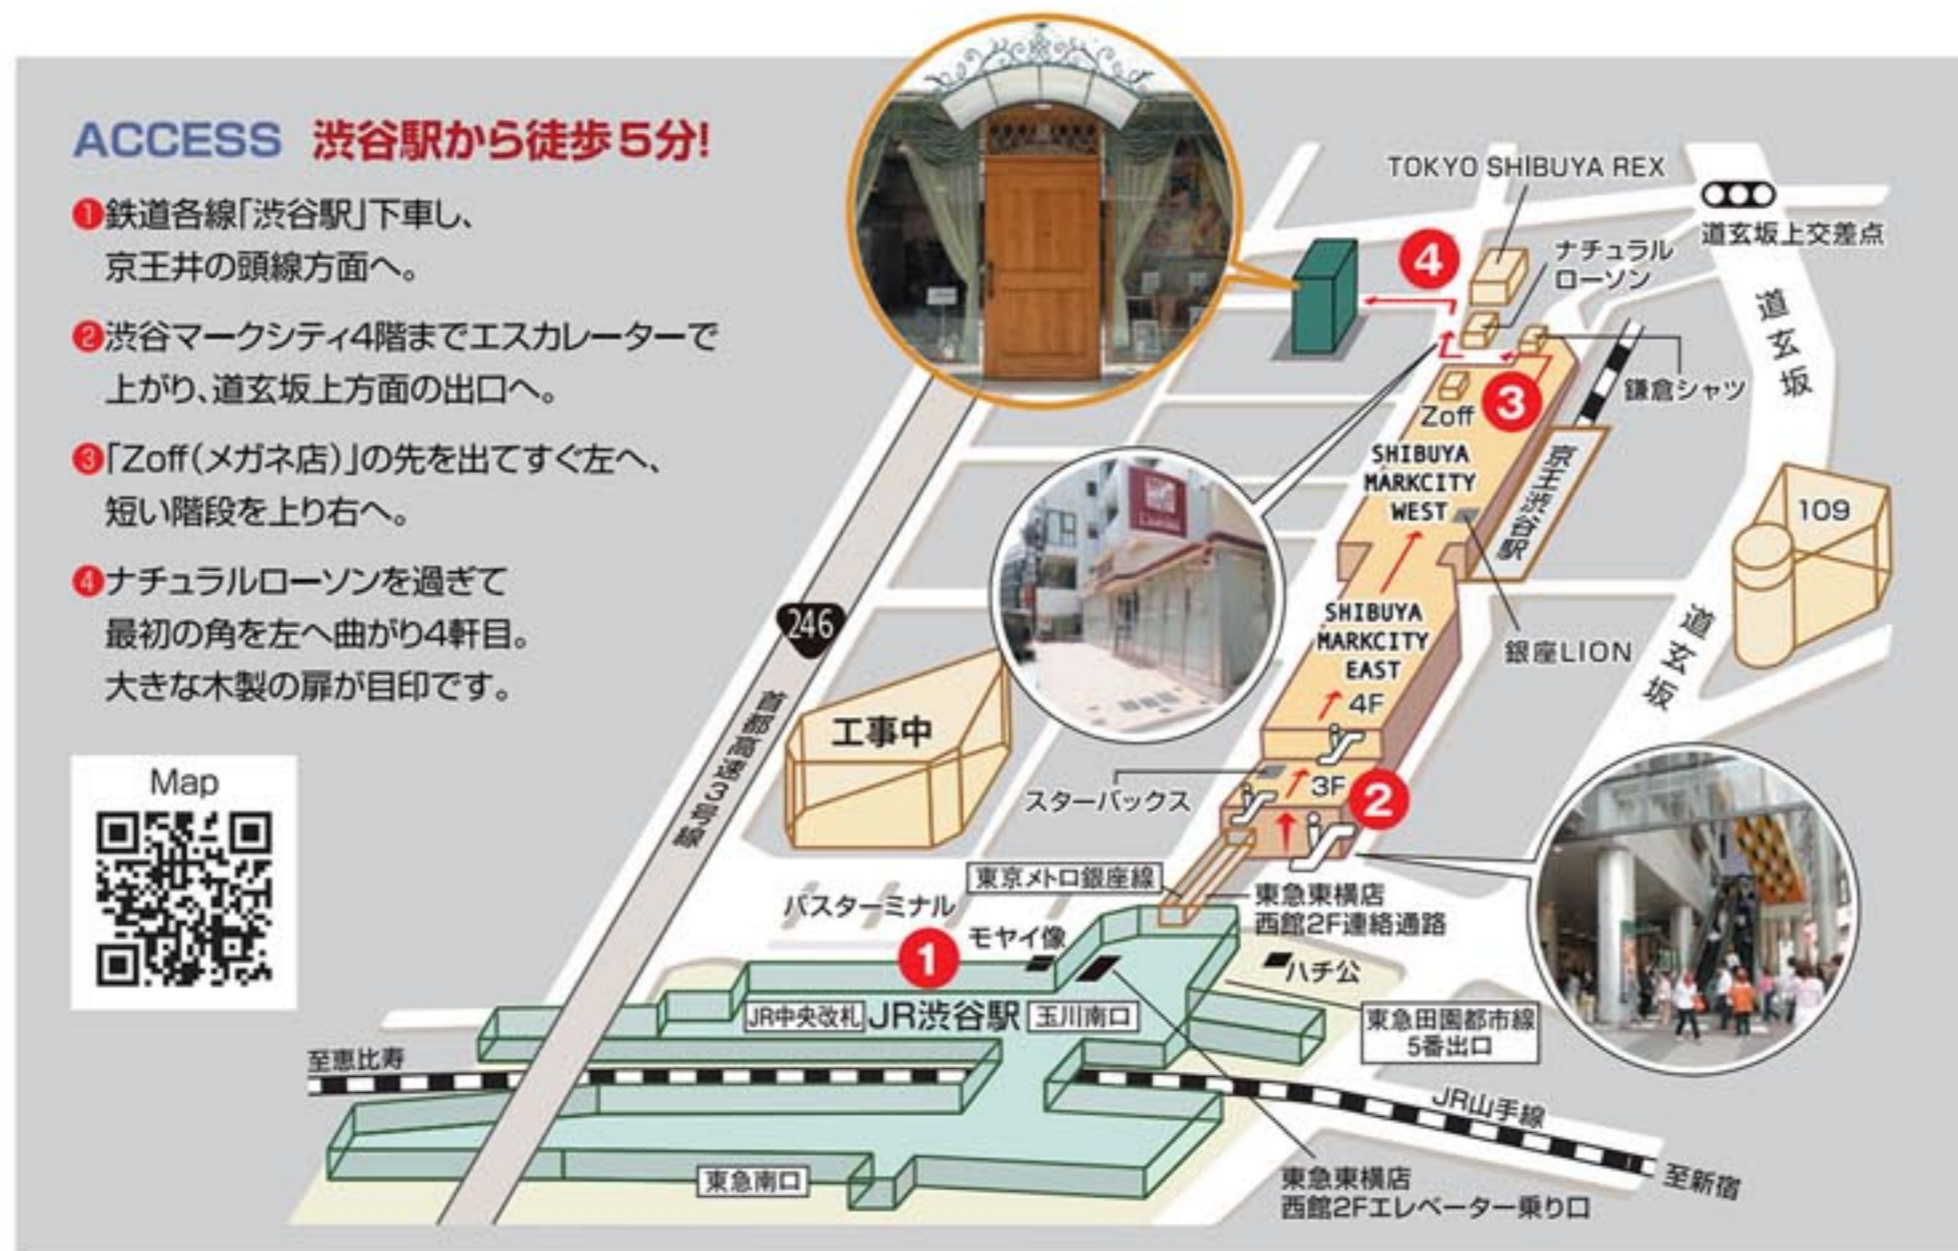 ACCESS 渋谷駅から徒歩5分!
❶鉄道各線「渋谷駅」下車し、
京王井の頭線方面へ。
❷渋谷マークシティ4階までエスカレーターで
上がり、道玄坂上方面の出口へ。
❸「Zoff(メガネ店)」の先を出てすぐ左へ、
短い階段を上り右へ。
❹ナチュラルローソンを過ぎて
最初の角を左へ曲がり4軒目。
大きな木製の扉が目印です。
Map
TOKYO SHIBUYA REX
道玄坂上交差点
4
ナチュラル
ローソン
道玄坂
鎌倉シャツ
3
Zoff
SHIBUYA
MARKCITY
WEST
京王渋谷駅
109
246
SHIBUYA
MARKCITY
EAST
銀座LION
道玄坂
4F
首都高速3号線
工事中
スターバックス
3F
2
東京メトロ銀座線
東急東横店
西館2F連絡通路
バスターミナル
モヤイ像
1
ハチ公
JR中央改札
JR渋谷駅
玉川南口
東急田園都市線
5番出口
至恵比寿
JR山手線
東急南口
東急東横店
西館2Fエレベーター乗り口
至新宿